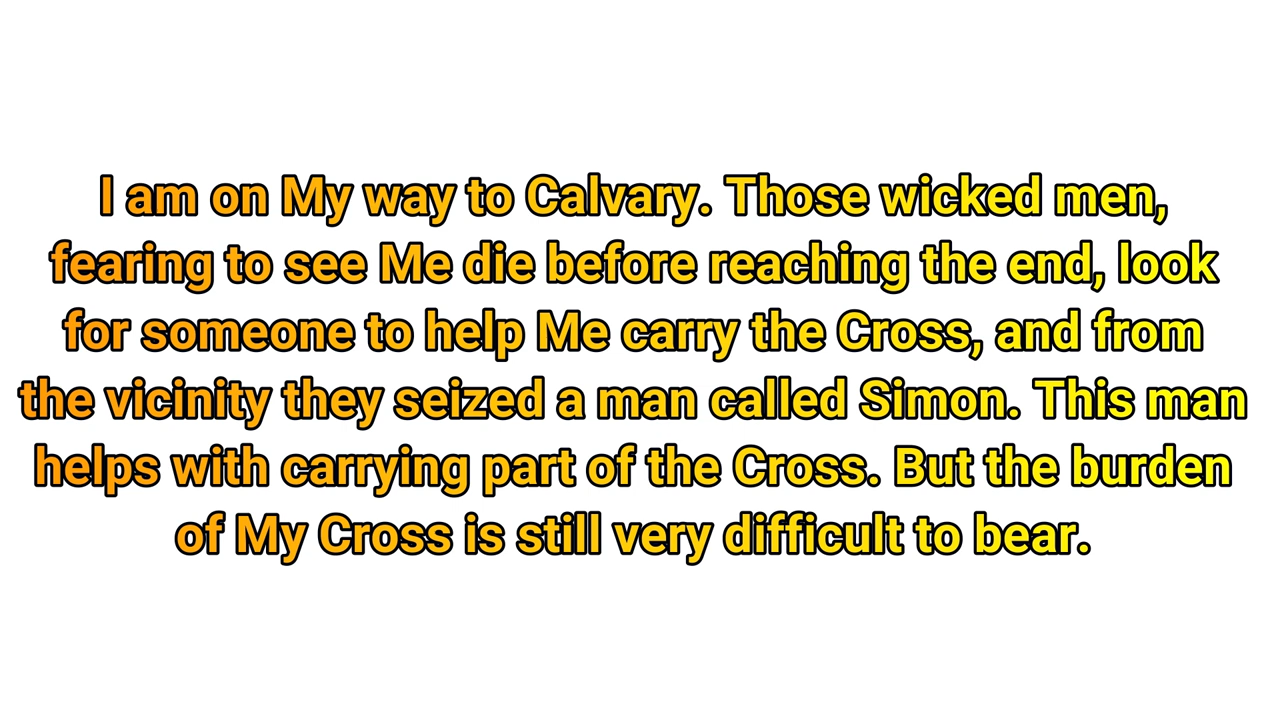 I am on My way to Calvary. Those wicked men,
fearing to see Me die before reaching the end, look
for someone to help Me carry the Cross, and from
the vicinity they seized a man called Simon. This man
helps with carrying part of the Cross. But the burden
of My Cross is still very difficult to bear.